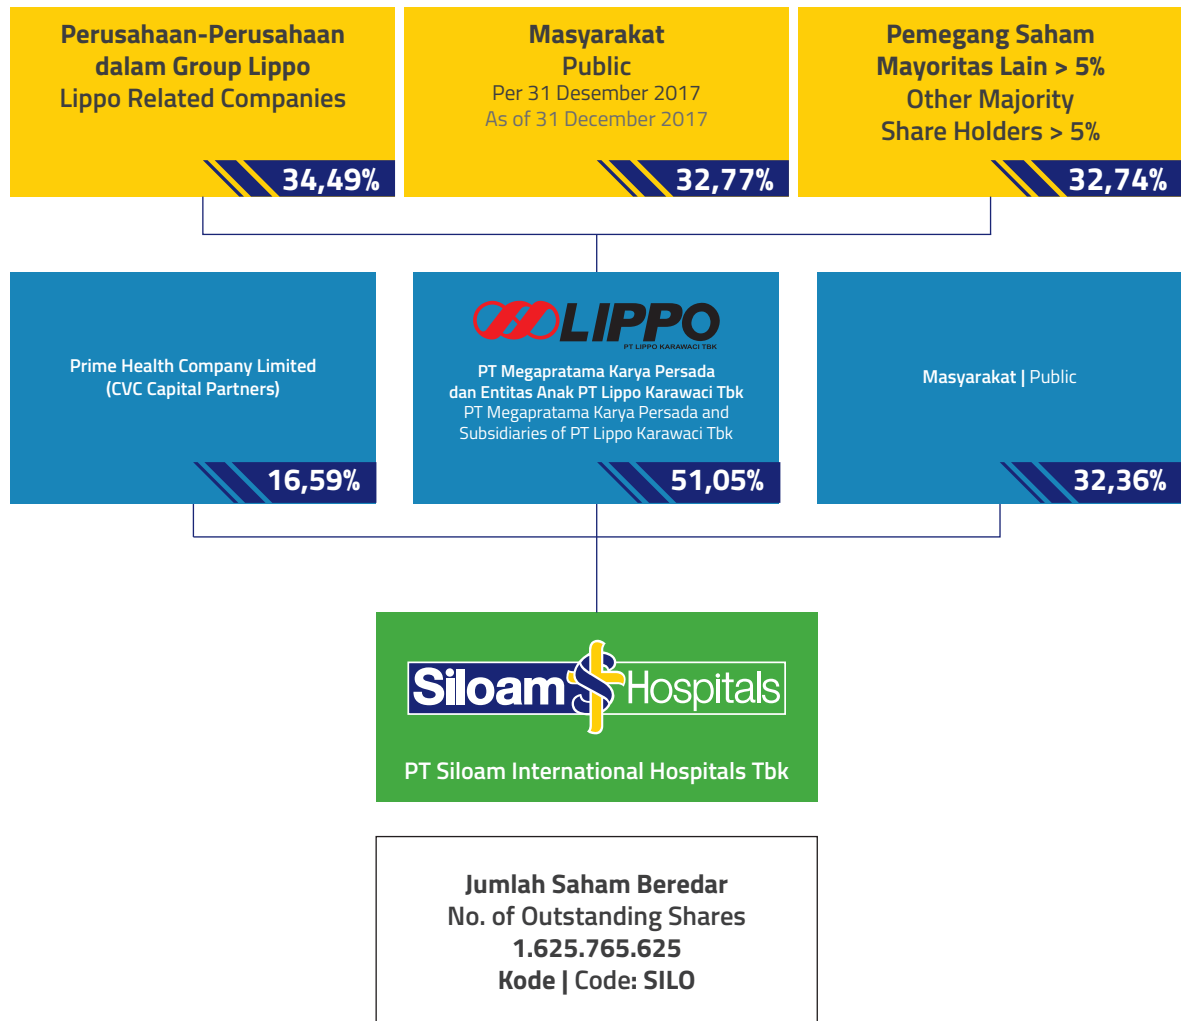 Perusahaan-Perusahaan
dalam Group Lippo
Lippo Related Companies
34,49%
Masyarakat
Public
Per 31 Desember 2017
As of 31 December 2017
32,77%
Pemegang Saham
Mayoritas Lain > 5%
Other Majority
Share Holders > 5%
32,74%
Prime Health Company Limited
(CVC Capital Partners)
16,59%
LIPPO
PT LIPPO KARAWACI TBK
PT Megapratama Karya Persada
dan Entitas Anak PT Lippo Karawaci Tbk
PT Megapratama Karya Persada and
Subsidiaries of PT Lippo Karawaci Tbk
51,05%
Masyarakat | Public
32,36%
Siloam Hospitals
PT Siloam International Hospitals Tbk
Jumlah Saham Beredar
No. of Outstanding Shares
1.625.765.625
Kode | Code: SILO